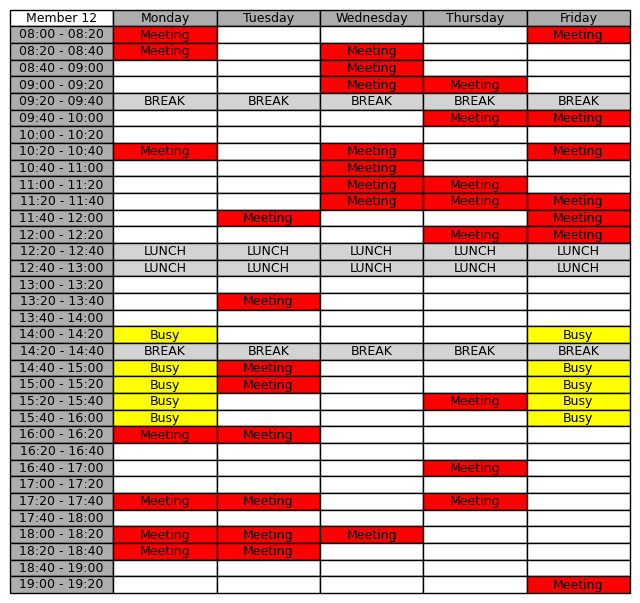 Member 12 Monday Tuesday Wednesday Thursday Friday
08:00 - 08:20 Meeting Meeting
08:20 - 08:40 Meeting Meeting
08:40 - 09:00 Meeting
09:00 - 09:20 Meeting Meeting
09:20 - 09:40 BREAK BREAK BREAK BREAK BREAK
09:40 - 10:00 Meeting Meeting
10:00 - 10:20
10:20 - 10:40 Meeting Meeting Meeting
10:40 - 11:00 Meeting
11:00 - 11:20 Meeting Meeting
11:20 - 11:40 Meeting Meeting Meeting
11:40 - 12:00 Meeting Meeting
12:00 - 12:20 Meeting Meeting
12:20 - 12:40 LUNCH LUNCH LUNCH LUNCH LUNCH
12:40 - 13:00 LUNCH LUNCH LUNCH LUNCH LUNCH
13:00 - 13:20
13:20 - 13:40 Meeting
13:40 - 14:00
14:00 - 14:20 Busy Busy
14:20 - 14:40 BREAK BREAK BREAK BREAK BREAK
14:40 - 15:00 Busy Meeting Busy
15:00 - 15:20 Busy Meeting Busy
15:20 - 15:40 Busy Meeting Busy
15:40 - 16:00 Busy Busy
16:00 - 16:20 Meeting Meeting
16:20 - 16:40
16:40 - 17:00 Meeting
17:00 - 17:20
17:20 - 17:40 Meeting Meeting Meeting
17:40 - 18:00
18:00 - 18:20 Meeting Meeting Meeting
18:20 - 18:40 Meeting Meeting
18:40 - 19:00
19:00 - 19:20 Meeting